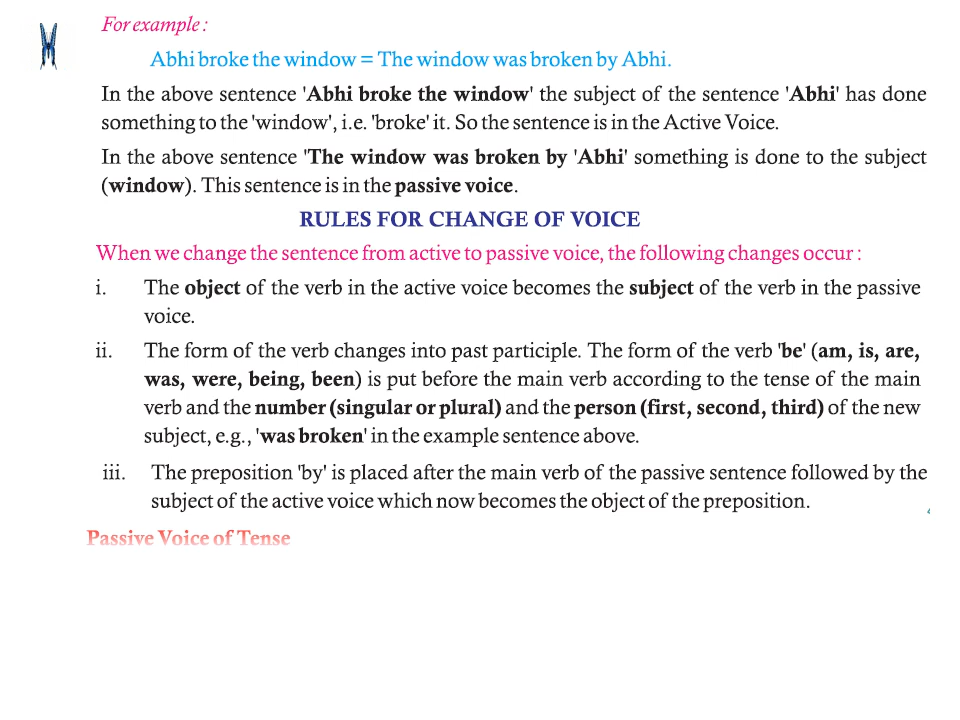 For example :
Abhi broke the window = The window was broken by Abhi.
In the above sentence 'Abhi broke the window' the subject of the sentence 'Abhi' has done
something to the 'window', i.e. 'broke' it. So the sentence is in the Active Voice.
In the above sentence 'The window was broken by 'Abhi' something is done to the subject
(window). This sentence is in the passive voice.
RULES FOR CHANGE OF VOICE
When we change the sentence from active to passive voice, the following changes occur :
i. The object of the verb in the active voice becomes the subject of the verb in the passive
voice.
ii. The form of the verb changes into past participle. The form of the verb 'be' (am, is, are,
was, were, being, been) is put before the main verb according to the tense of the main
verb and the number (singular or plural) and the person (first, second, third) of the new
subject, e.g., 'was broken' in the example sentence above.
iii. The preposition 'by' is placed after the main verb of the passive sentence followed by the
subject of the active voice which now becomes the object of the preposition.
Passive Voice of Tense